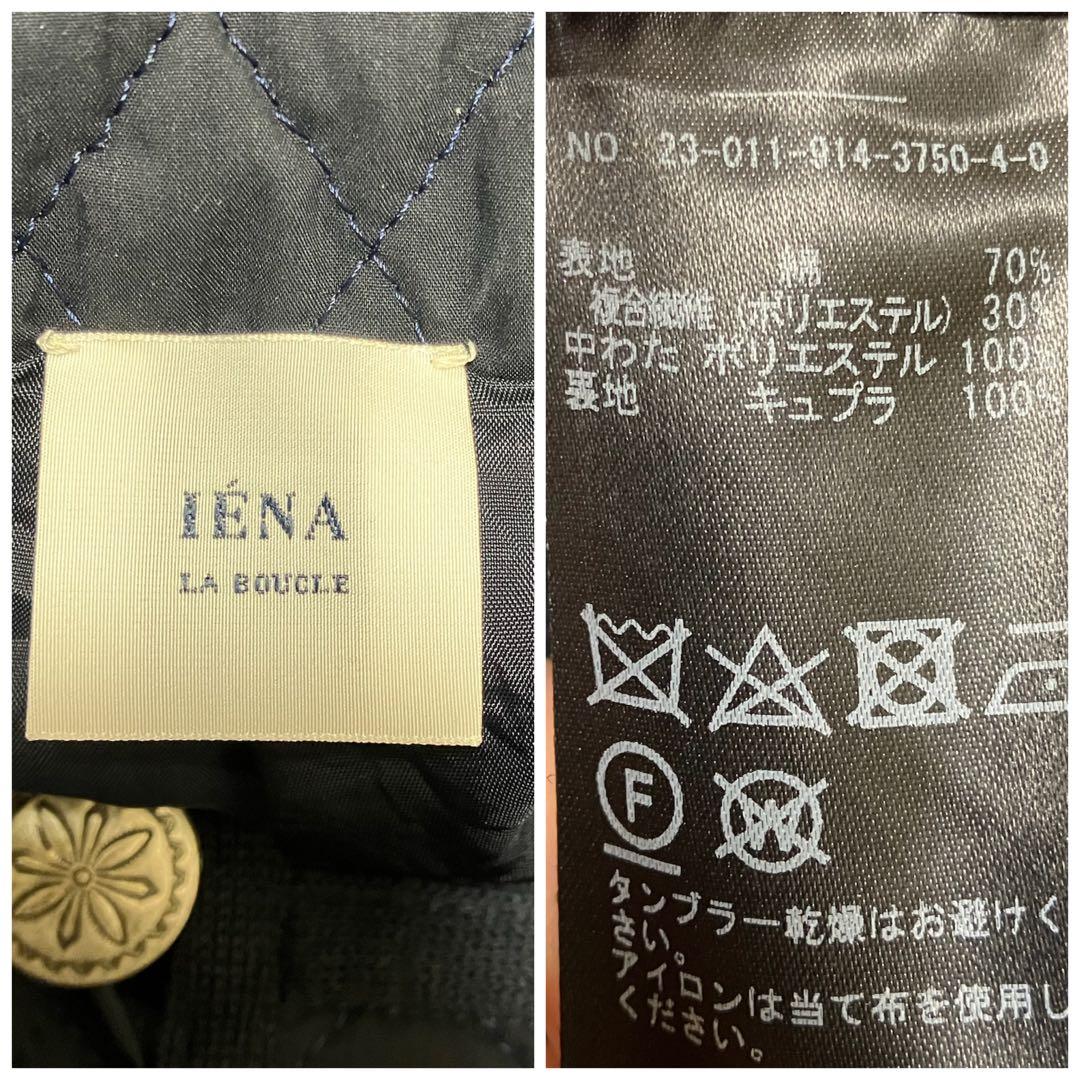 IÉNA
LA BOUCLE
NO 23-011-914-3750-4-0
表地 70%
複合繊維 (ポリエステル) 30%
中わた ポリエステル 100%
裏地 キュプラ 100%
F W
タンブラー乾燥はお避けく
さい。
アイロンは当て布を使用し
ください。